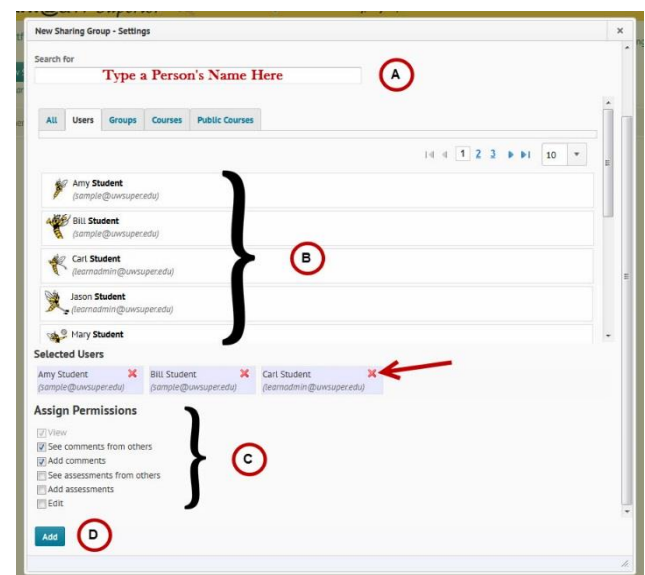 New Sharing Group - Settings
Search for
Type a Person's Name Here
A
All Users Groups Courses Public Courses
1 2 3 10
Amy Student
(sample@uwsuper.edu)
Bill Student
(sample@uwsuper.edu)
B
Carl Student
(learnadmin@uwsuper.edu)
Jason Student
(learnadmin@uwsuper.edu)
Mary Student
Selected Users
Amy Student Bill Student Carl Student
(sample@uwsuper.edu) (sample@uwsuper.edu) (learnadmin@uwsuper.edu)
Assign Permissions
View
See comments from others
Add comments
C
See assessments from others
Add assessments
Edit
Add D